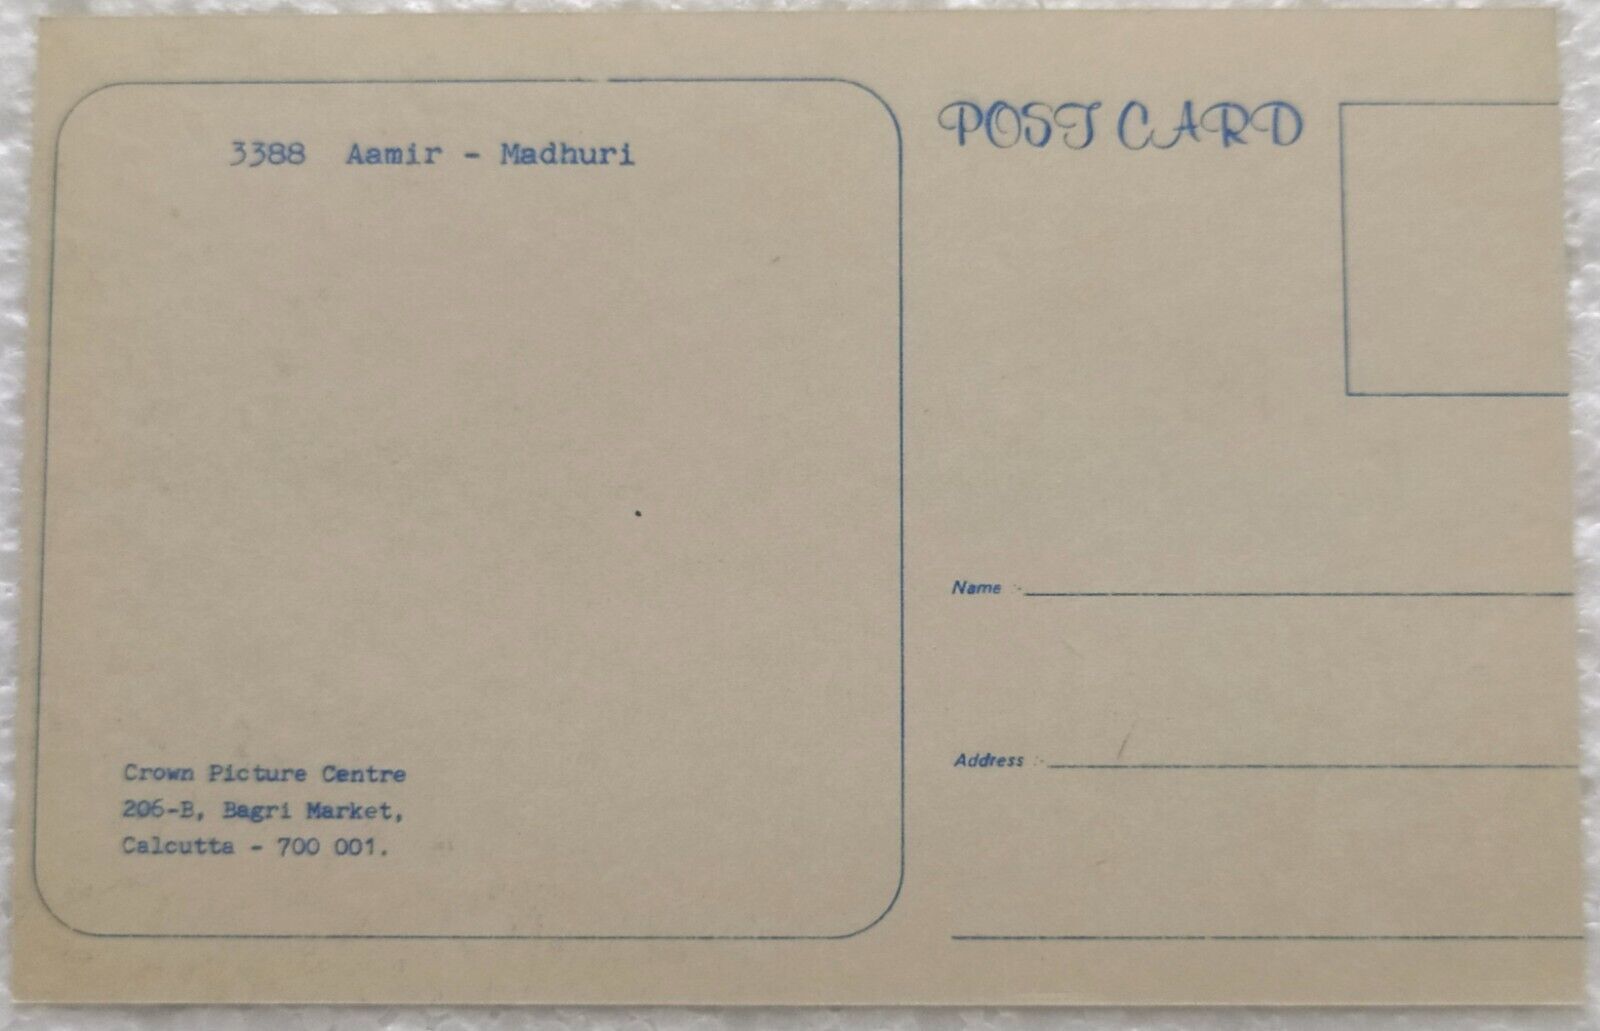 3388 Aamir - Madhuri
Crown Picture Centre
206-B, Bagri Market,
Calcutta - 700 001.
POST CARD
Name :-
Address :-